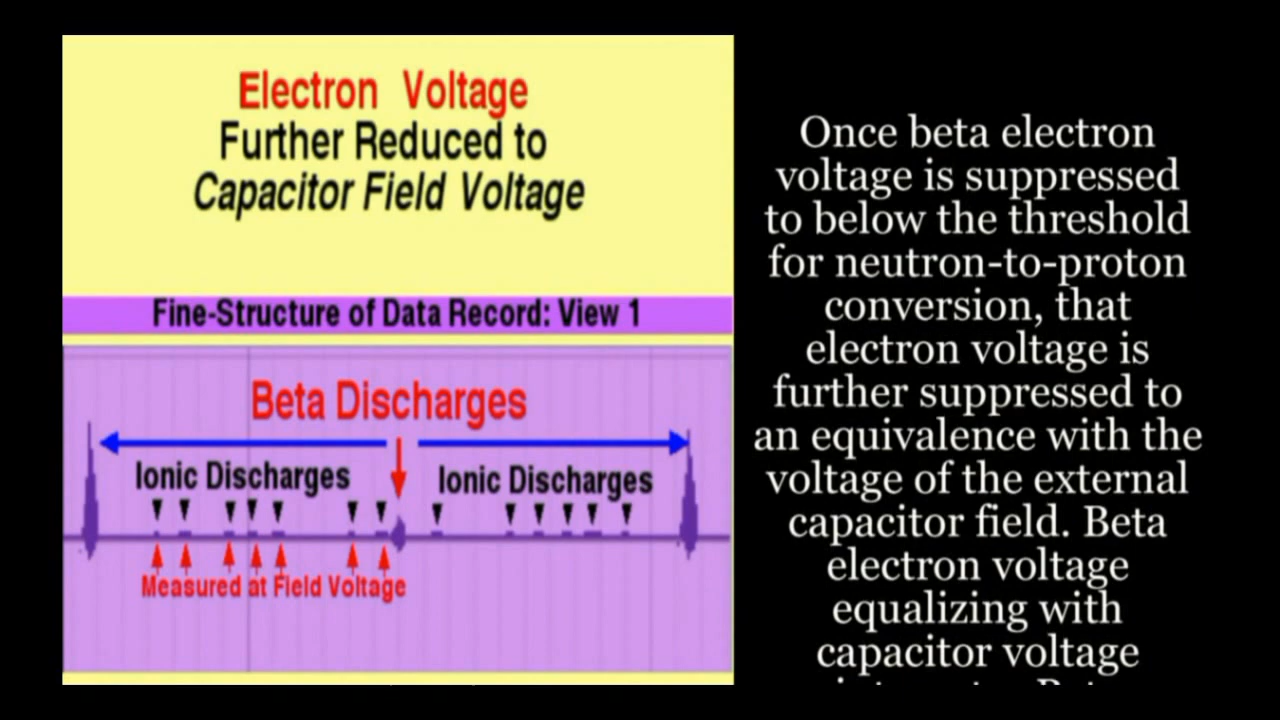 Electron Voltage
Further Reduced to
Capacitor Field Voltage
Fine-Structure of Data Record: View 1
Beta Discharges
Ionic Discharges
Ionic Discharges
Measured at Field Voltage
Once beta electron
voltage is suppressed
to below the threshold
for neutron-to-proton
conversion, that
electron voltage is
further suppressed to
an equivalence with the
voltage of the external
capacitor field. Beta
electron voltage
equalizing with
capacitor voltage